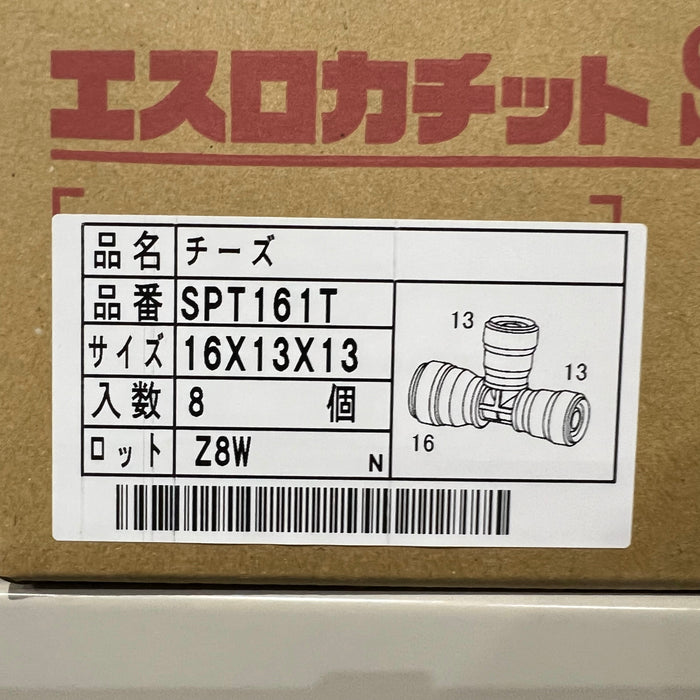 エスロカチット
品名 チーズ
品番 SPT161T
サイズ 16X13X13
入数 8 個
ロット Z8W N
13
13
16